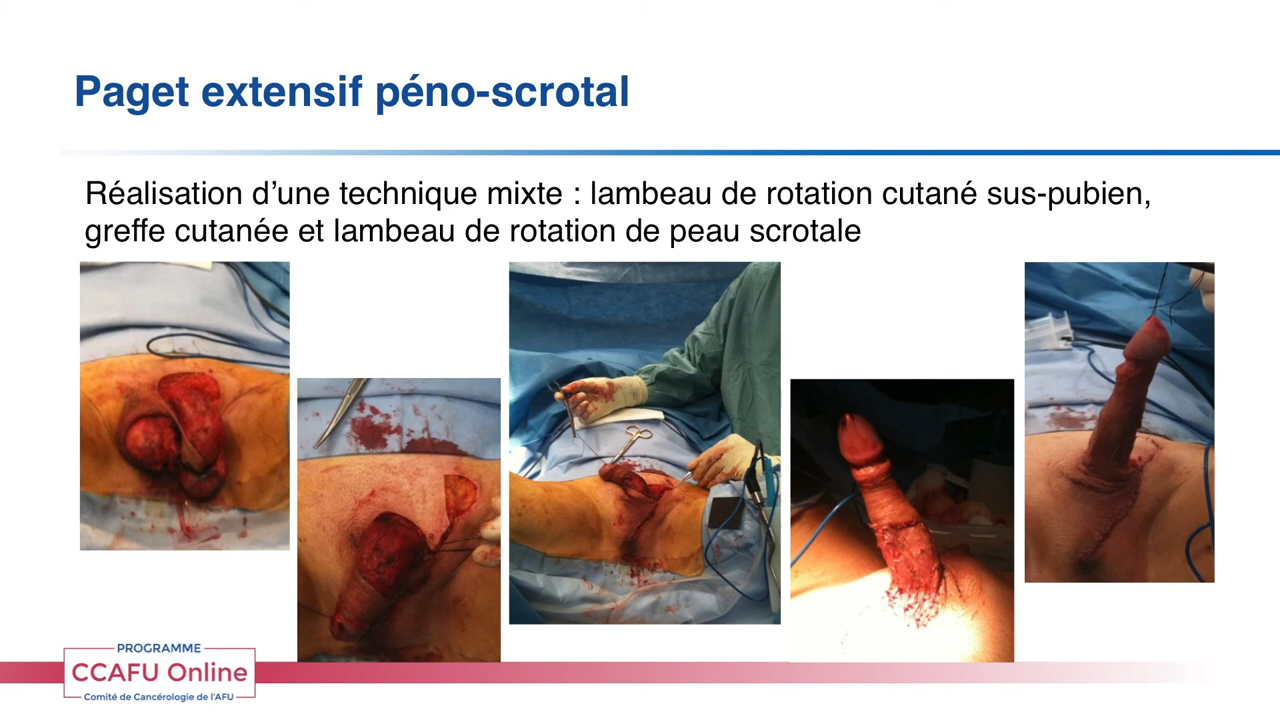 Paget extensif péno-scrotal
Réalisation d’une technique mixte : lambeau de rotation cutané sus-pubien,
greffe cutanée et lambeau de rotation de peau scrotale
PROGRAMME
CCAFU Online
Comité de Cancérologie de l'AFU